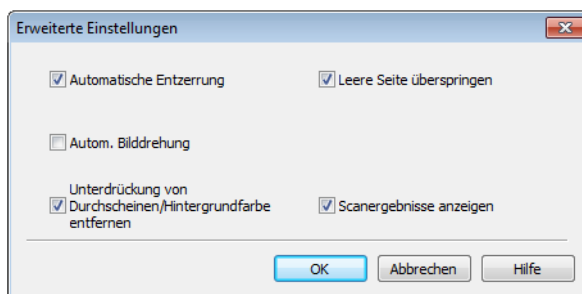 Erweiterte Einstellungen
Automatische Entzerrung
Leere Seite überspringen
Autom. Bilddrehung
Unterdrückung von
Durchscheinen/Hintergrundfarbe
entfernen
Scanergebnisse anzeigen
OK
Abbrechen
Hilfe